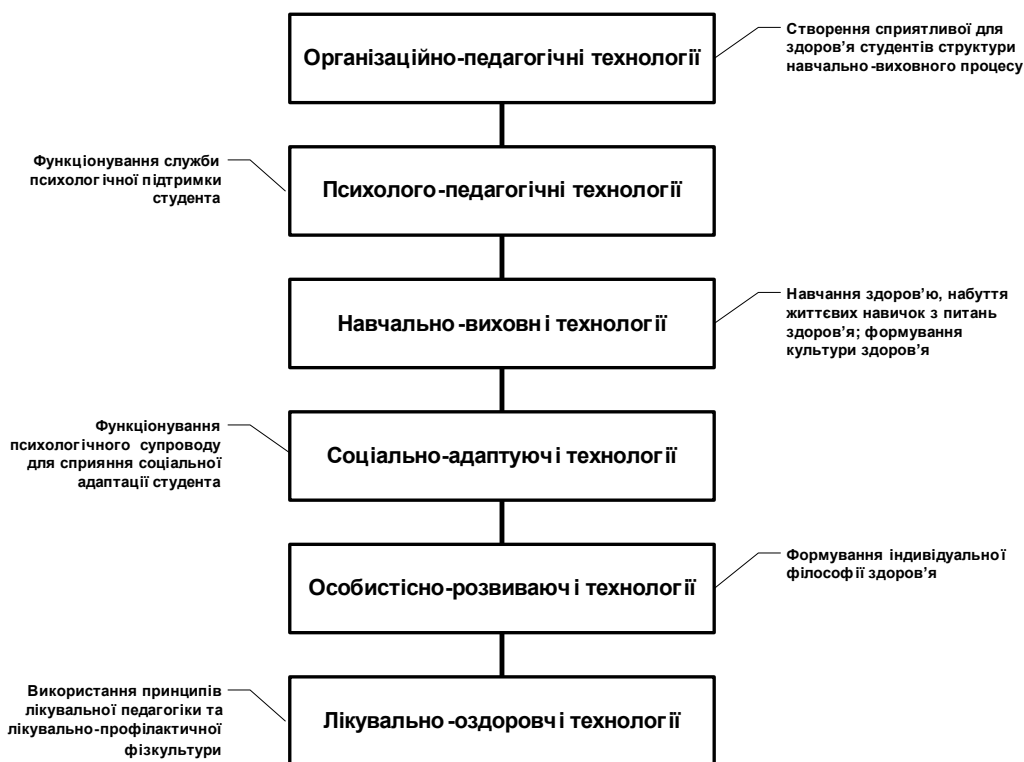 Організаційно-педагогічні технології
Створення сприятливої для
здоров’я студентів структури
навчально-виховного процесу
Функціонування служби
психологічної підтримки
студента
Психолого-педагогічні технології
Навчально-виховні технології
Навчання здоров’ю, набуття
життєвих навичок з питань
здоров’я; формування
культури здоров’я
Функціонування
психологічного супроводу
для сприяння соціальної
адаптації студента
Соціально-адаптуючі технології
Особистісно-розвиваючі технології
Формування індивідуальної
філософії здоров’я
Використання принципів
лікувальної педагогіки та
лікувально-профілактичної
фізкультури
Лікувально-оздоровчі технології